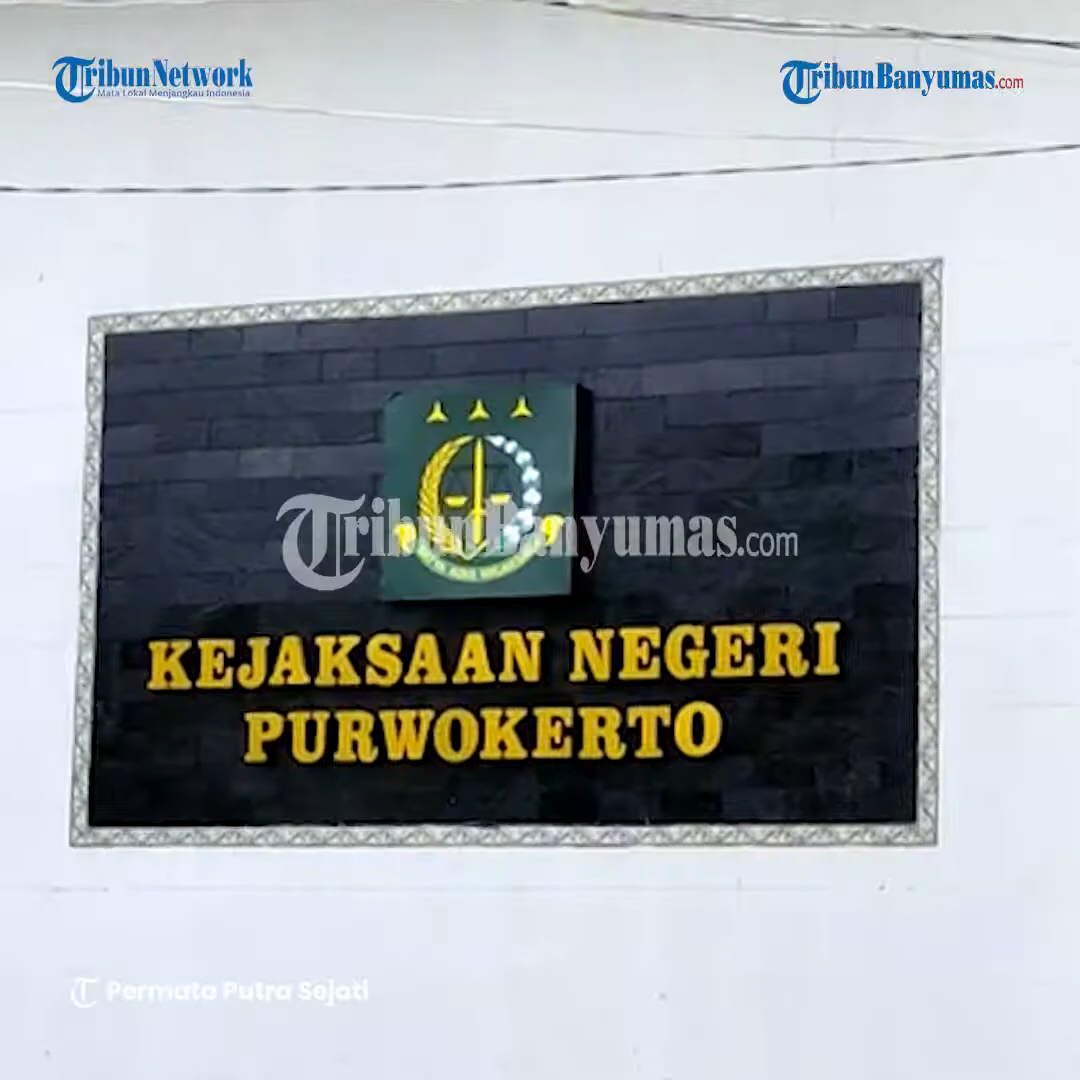 TribunNetwork
Mata Lokal Menjangkau Indonesia
TribunBanyumas.com
TribunBanyumas.com
KEJAKSAAN NEGERI
PURWOKERTO
Permata Putra Sejati